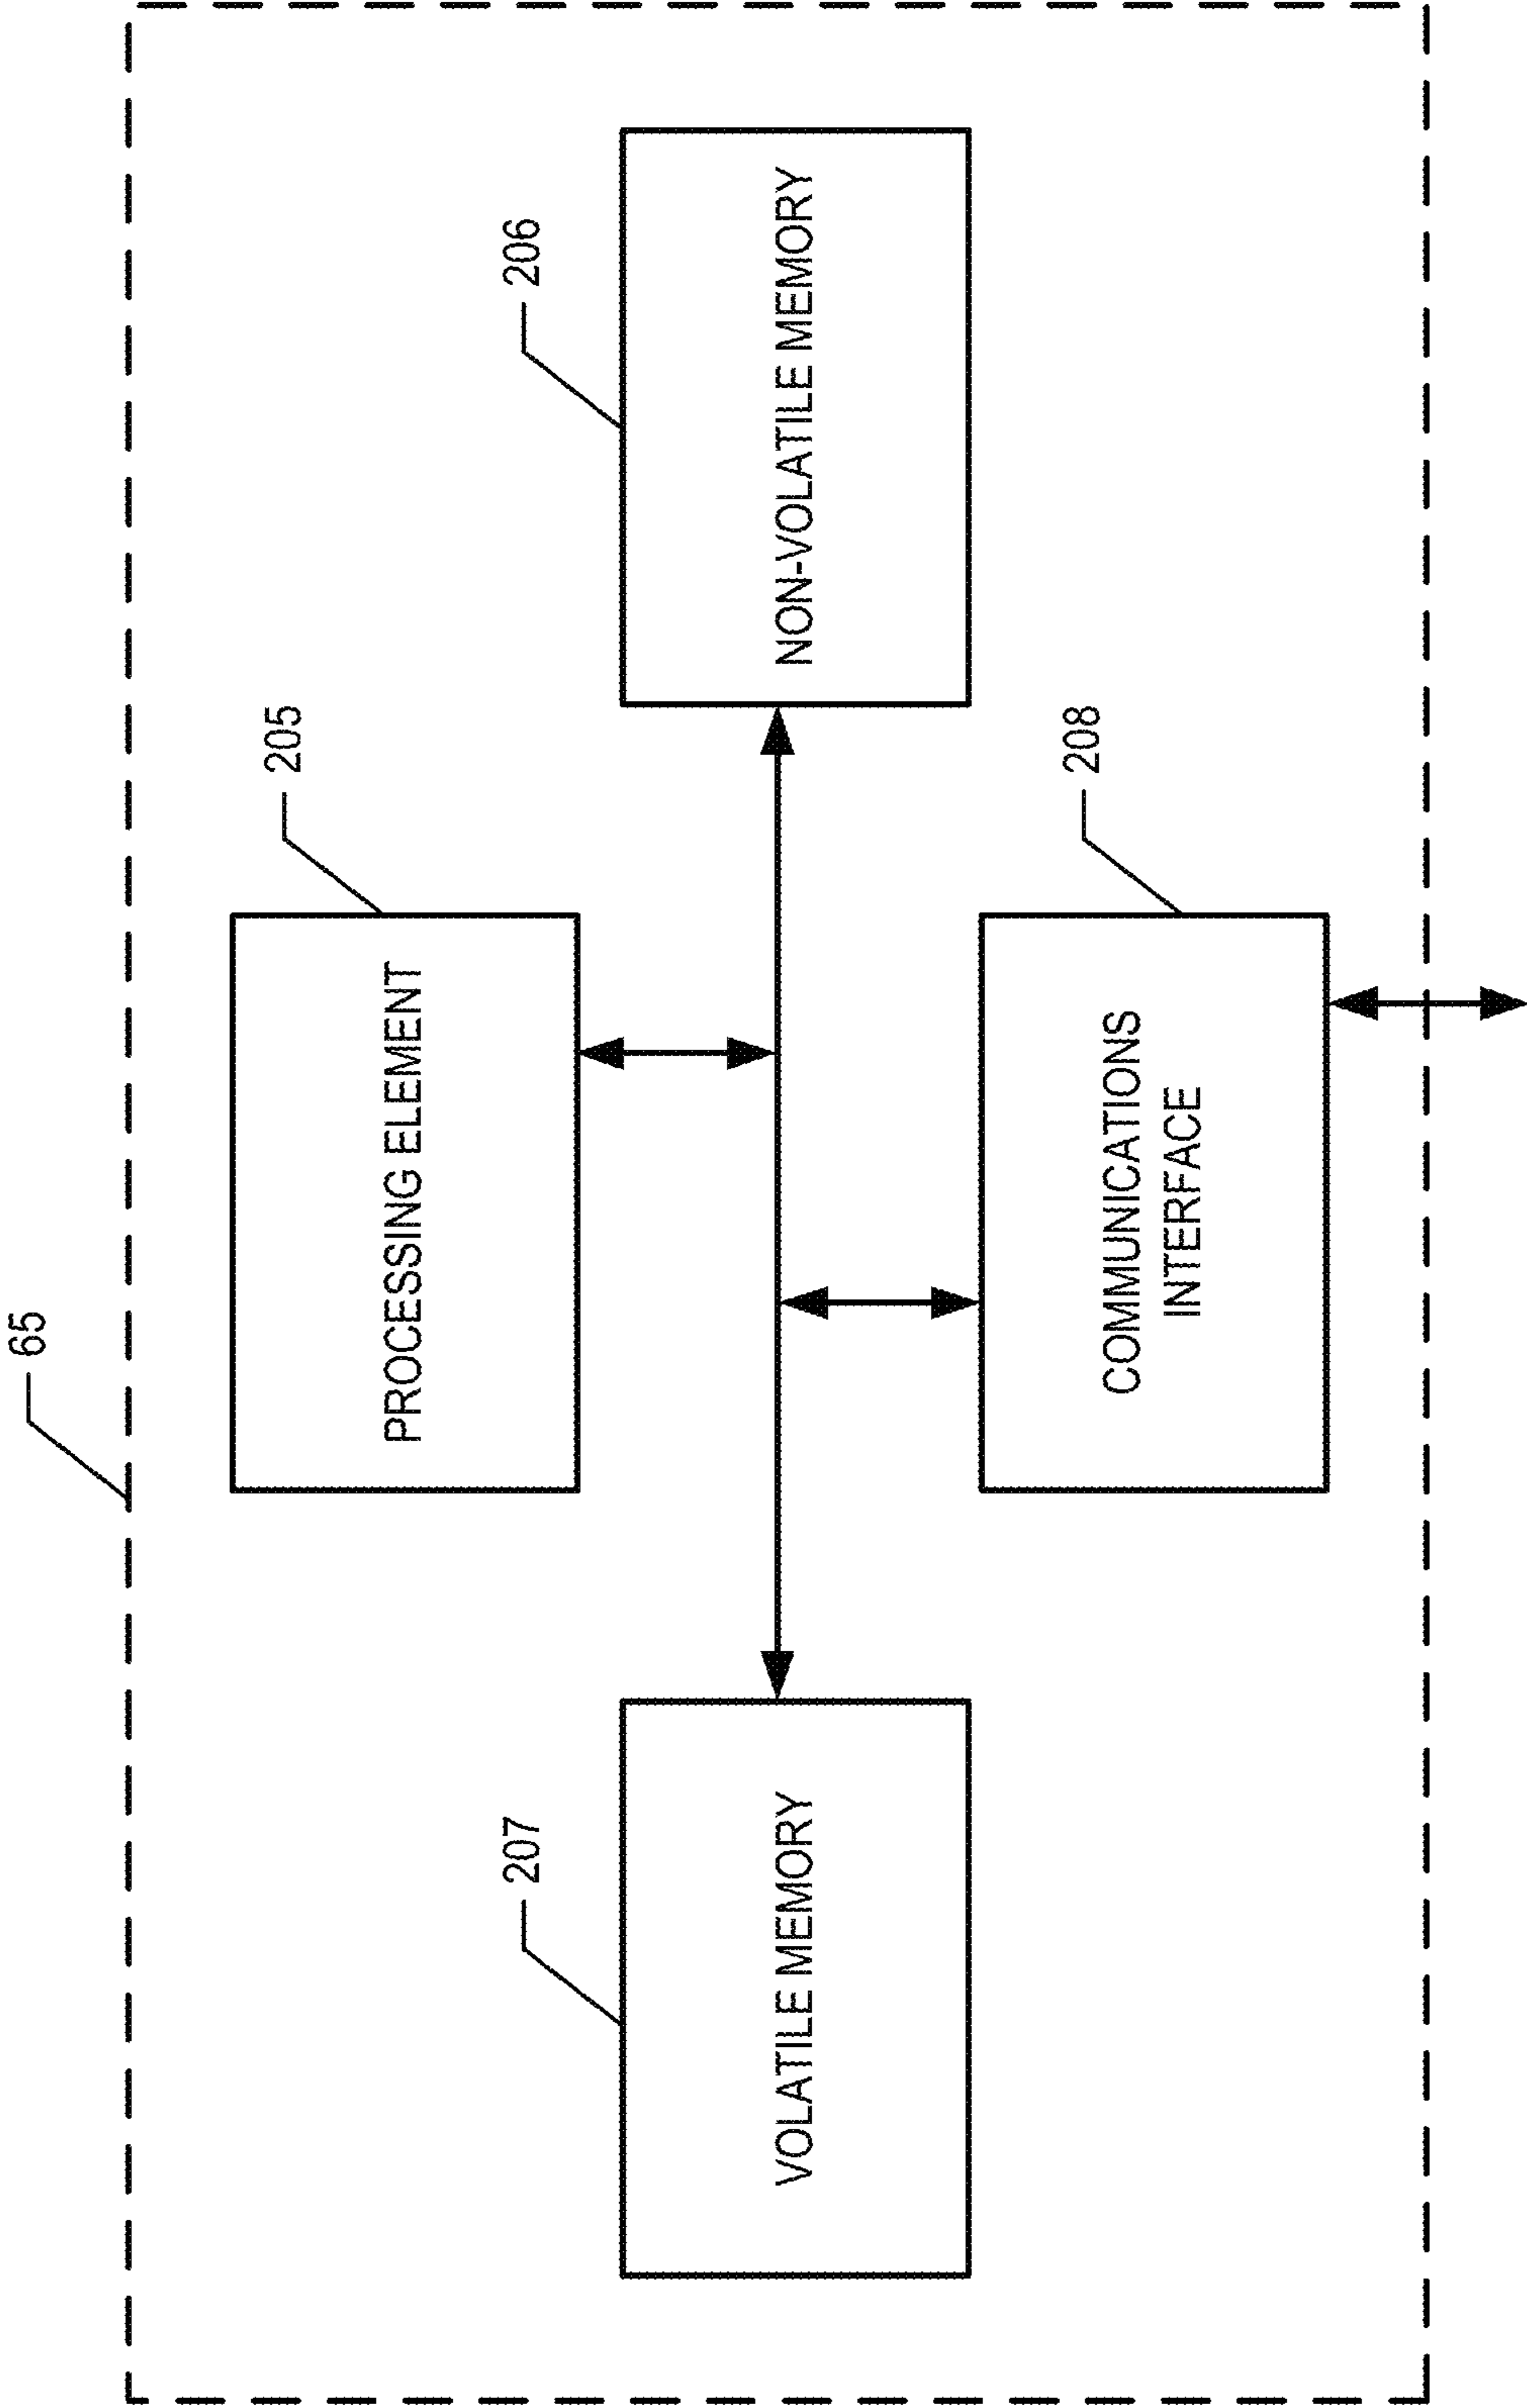 65
205
PROCESSING ELEMENT
207
VOLATILE MEMORY
206
NON-VOLATILE MEMORY
208
COMMUNICATIONS
INTERFACE